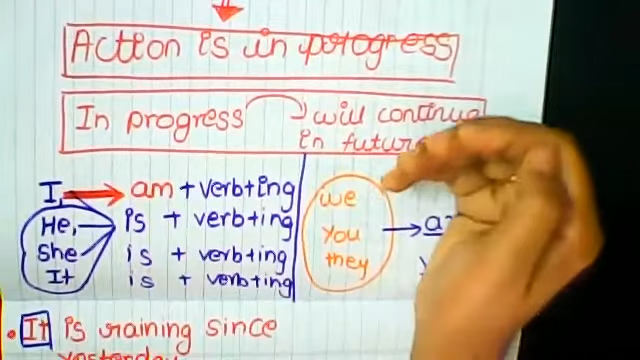 Action is in progress
In progress will continue
in future
I, am + verb+ing
He, is + verb+ing
She is + verb+ing
It is + verb+ing
we
you
they
It is raining since
yesterday